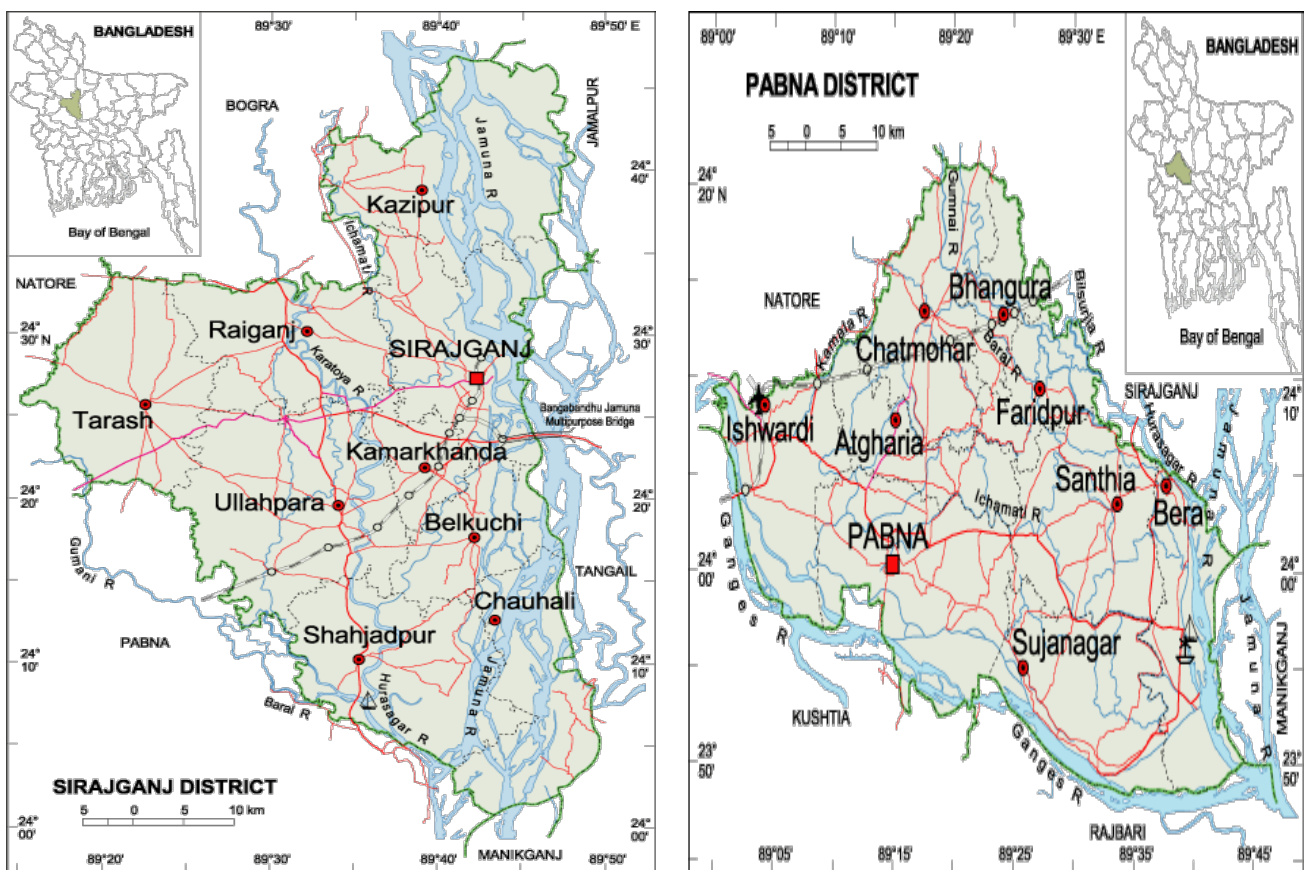 89°30' 89°40' 89°50' E
BANGLADESH
Bay of Bengal
BOGRA
JAMALPUR
Jamuna R
24° 40'
Kazipur
Ichamati R
NATORE
24° 30' N
24° 30'
Raiganj
SIRAJGANJ
Karatoya R
Tarash
Bangabandhu Jamuna
Multipurpose Bridge
Kamarkhanda
24° 20'
24° 20'
Ullahpara
Belkuchi
Gumani R
TANGAIL
Chauhali
PABNA
Shahjadpur
24° 10'
24° 10'
Jamuna R
Hurasagar R
Baral R
SIRAJGANJ DISTRICT
5 0 5 10 km
24° 00'
24° 00'
MANIKGANJ
89°20' 89°30' 89°40' 89°50'
89°00' 89°10' 89°20' 89°30' E
BANGLADESH
Bay of Bengal
PABNA DISTRICT
5 0 5 10 km
24° 20' N
Gumnai R
NATORE
Bhangura
Bilsurjia R
Kamala R
Chatmohar
Baral R
SIRAJGANJ
24° 10'
Faridpur
Ishwardi
Atgharia
Hurasagar R
Jamuna R
Santhia
Bera
Ichamati R
PABNA
24° 00'
24° 00'
Ganges R
Jamuna R
Sujanagar
MANIKGANJ
KUSHTIA
Ganges R
23° 50'
23° 50'
RAJBARI
89°05' 89°15' 89°25' 89°35' 89°45'